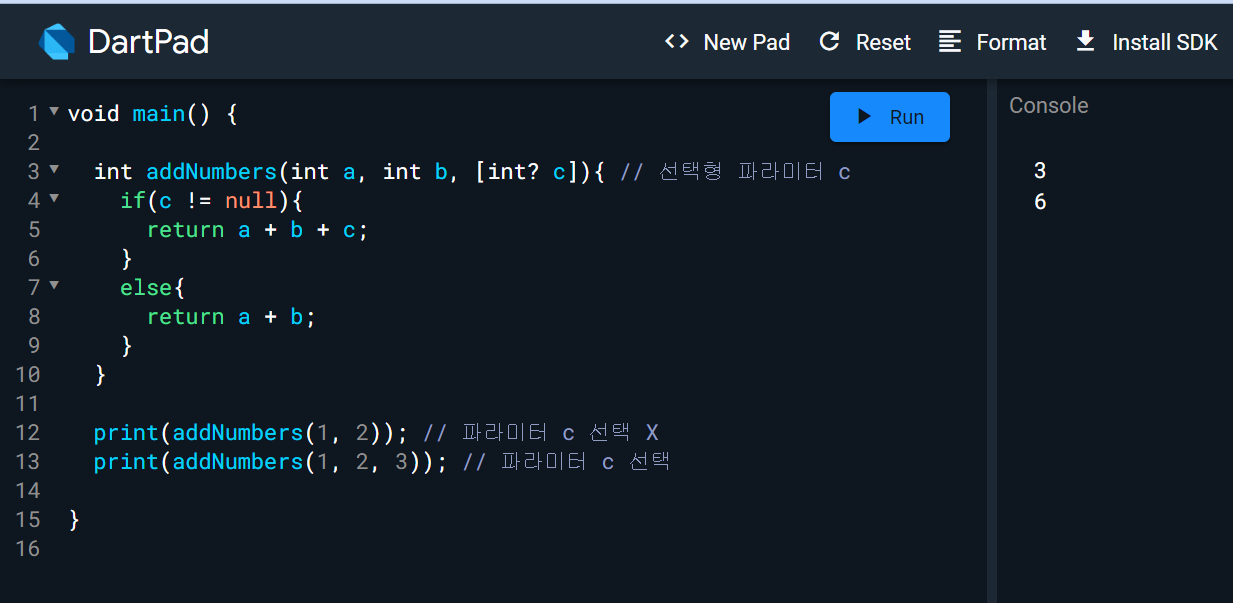 DartPad
<> New Pad Reset Format Install SDK
1 void main() {
Run
Console
2
3 int addNumbers(int a, int b, [int? c]){ // 선택형 파라미터 c
3
4 if(c != null){
6
5 return a + b + c;
6 }
7 else{
8 return a + b;
9 }
10 }
11
12 print(addNumbers(1, 2)); // 파라미터 c 선택 X
13 print(addNumbers(1, 2, 3)); // 파라미터 c 선택
14
15 }
16